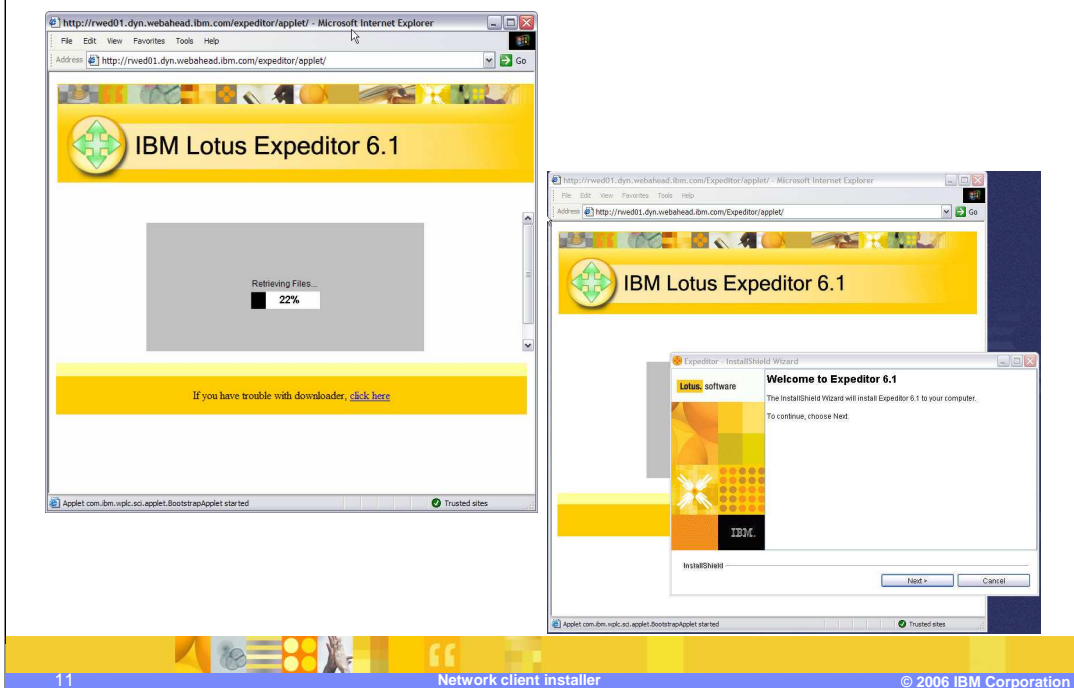 http://rwed01.dyn.webahead.ibm.com/expeditor/applet/ - Microsoft Internet Explorer
File Edit View Favorites Tools Help
Address http://rwed01.dyn.webahead.ibm.com/expeditor/applet/ Go
IBM Lotus Expeditor 6.1
Retrieving Files...
22%
If you have trouble with downloader, click here
Applet com.ibm.wplc.sci.applet.BootstrapApplet started Trusted sites
http://rwed01.dyn.webahead.ibm.com/Expeditor/applet/ - Microsoft Internet Explorer
File Edit View Favorites Tools Help
Address http://rwed01.dyn.webahead.ibm.com/Expeditor/applet/ Go
IBM Lotus Expeditor 6.1
Expeditor - InstallShield Wizard
Lotus. software
Welcome to Expeditor 6.1
The InstallShield Wizard will install Expeditor 6.1 to your computer.
To continue, choose Next.
IBM.
InstallShield
Next > Cancel
Applet com.ibm.wplc.sci.applet.BootstrapApplet started Trusted sites
11 Network client installer © 2006 IBM Corporation